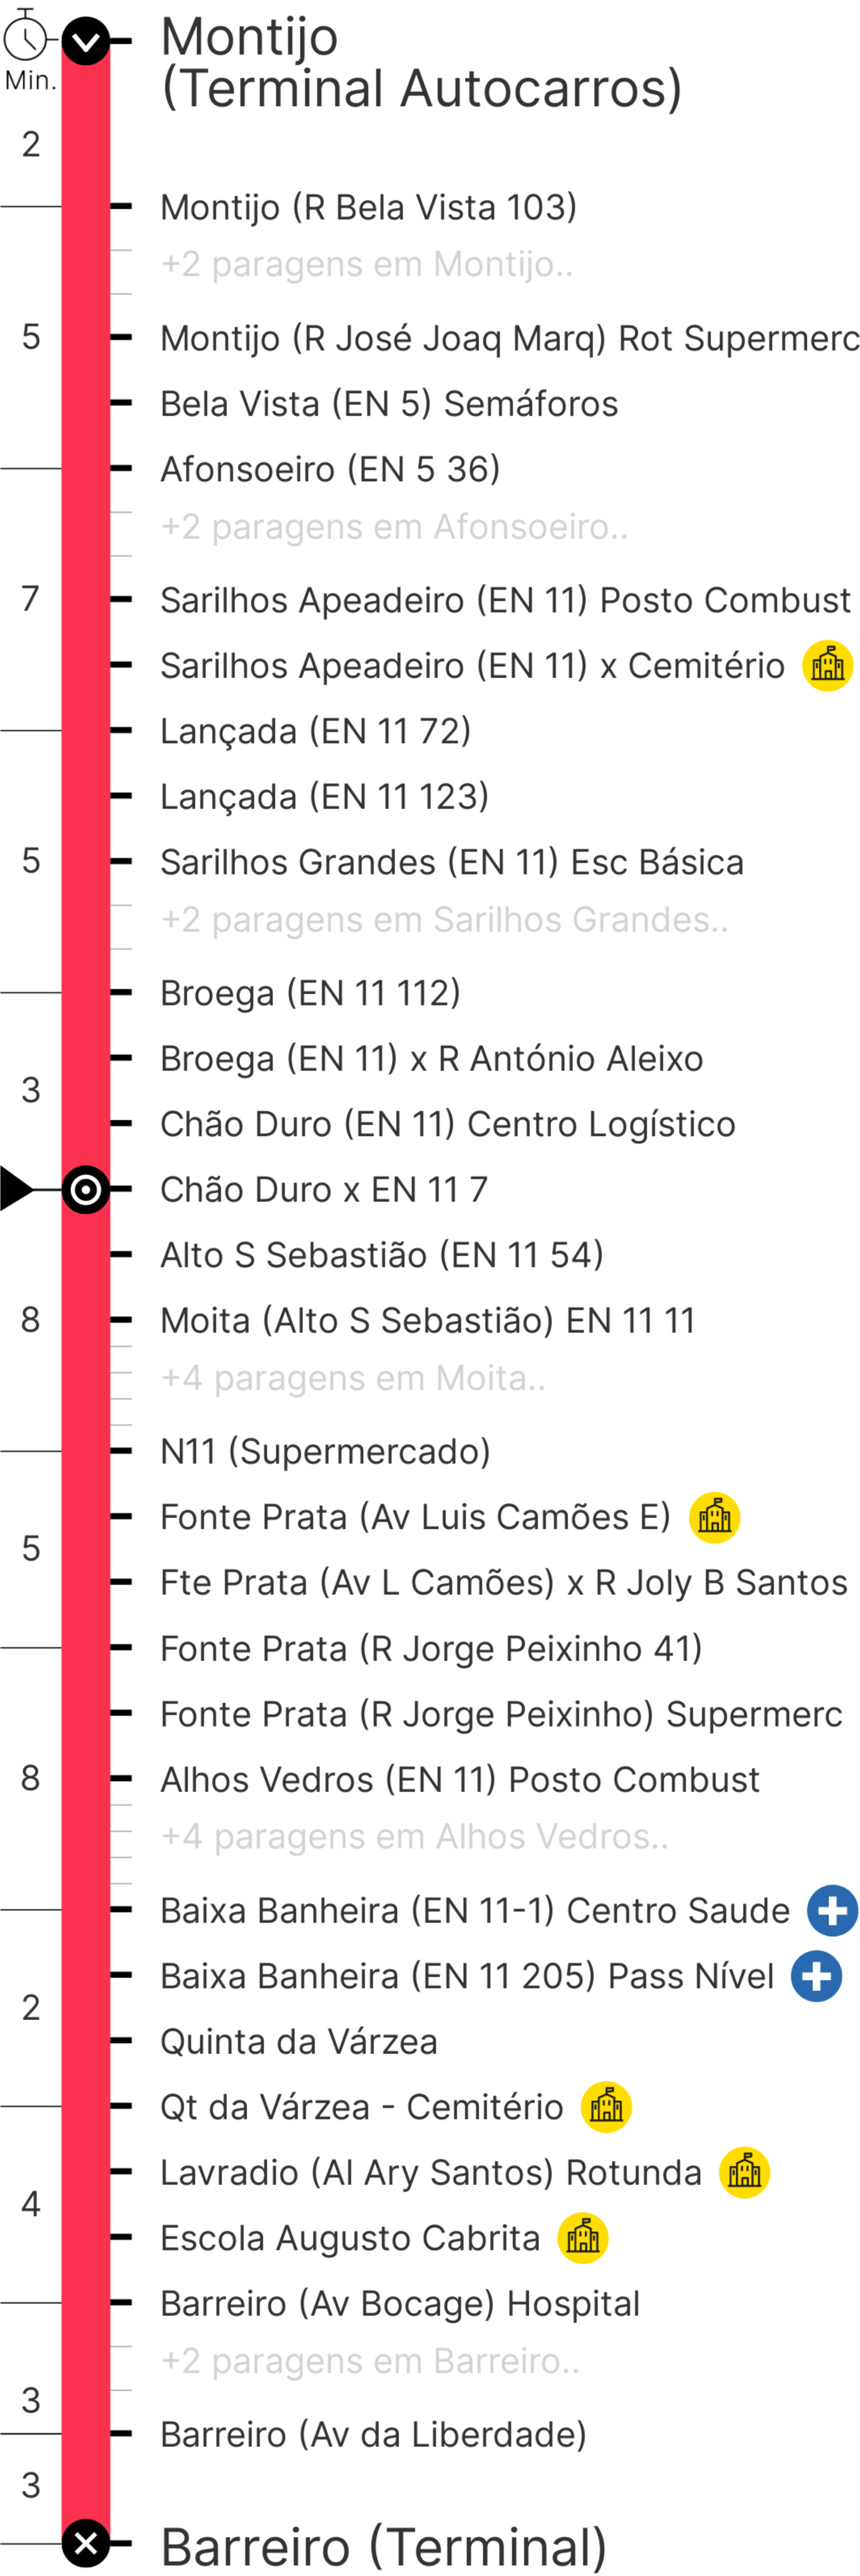 Montijo
(Terminal Autocarros)
Min.
2
Montijo (R Bela Vista 103)
+2 paragens em Montijo..
5
Montijo (R José Joaq Marq) Rot Supermerc
Bela Vista (EN 5) Semáforos
Afonsoeiro (EN 5 36)
+2 paragens em Afonsoeiro..
7
Sarilhos Apeadeiro (EN 11) Posto Combust
Sarilhos Apeadeiro (EN 11) x Cemitério
Lançada (EN 11 72)
Lançada (EN 11 123)
5
Sarilhos Grandes (EN 11) Esc Básica
+2 paragens em Sarilhos Grandes..
Broega (EN 11 112)
Broega (EN 11) x R António Aleixo
3
Chão Duro (EN 11) Centro Logístico
Chão Duro x EN 11 7
Alto S Sebastião (EN 11 54)
8
Moita (Alto S Sebastião) EN 11 11
+4 paragens em Moita..
N11 (Supermercado)
Fonte Prata (Av Luis Camões E)
5
Fte Prata (Av L Camões) x R Joly B Santos
Fonte Prata (R Jorge Peixinho 41)
Fonte Prata (R Jorge Peixinho) Supermerc
8
Alhos Vedros (EN 11) Posto Combust
+4 paragens em Alhos Vedros..
Baixa Banheira (EN 11-1) Centro Saude
Baixa Banheira (EN 11 205) Pass Nível
2
Quinta da Várzea
Qt da Várzea - Cemitério
Lavradio (Al Ary Santos) Rotunda
4
Escola Augusto Cabrita
Barreiro (Av Bocage) Hospital
+2 paragens em Barreiro..
3
Barreiro (Av da Liberdade)
3
Barreiro (Terminal)